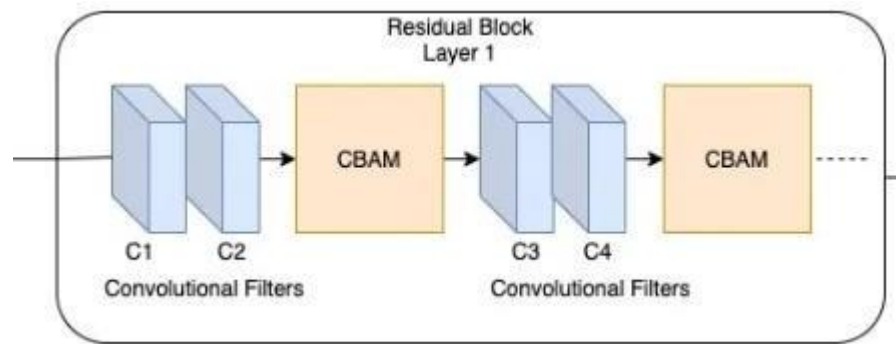 Residual Block
Layer 1
CBAM
CBAM
C1
C2
C3
C4
Convolutional Filters
Convolutional Filters